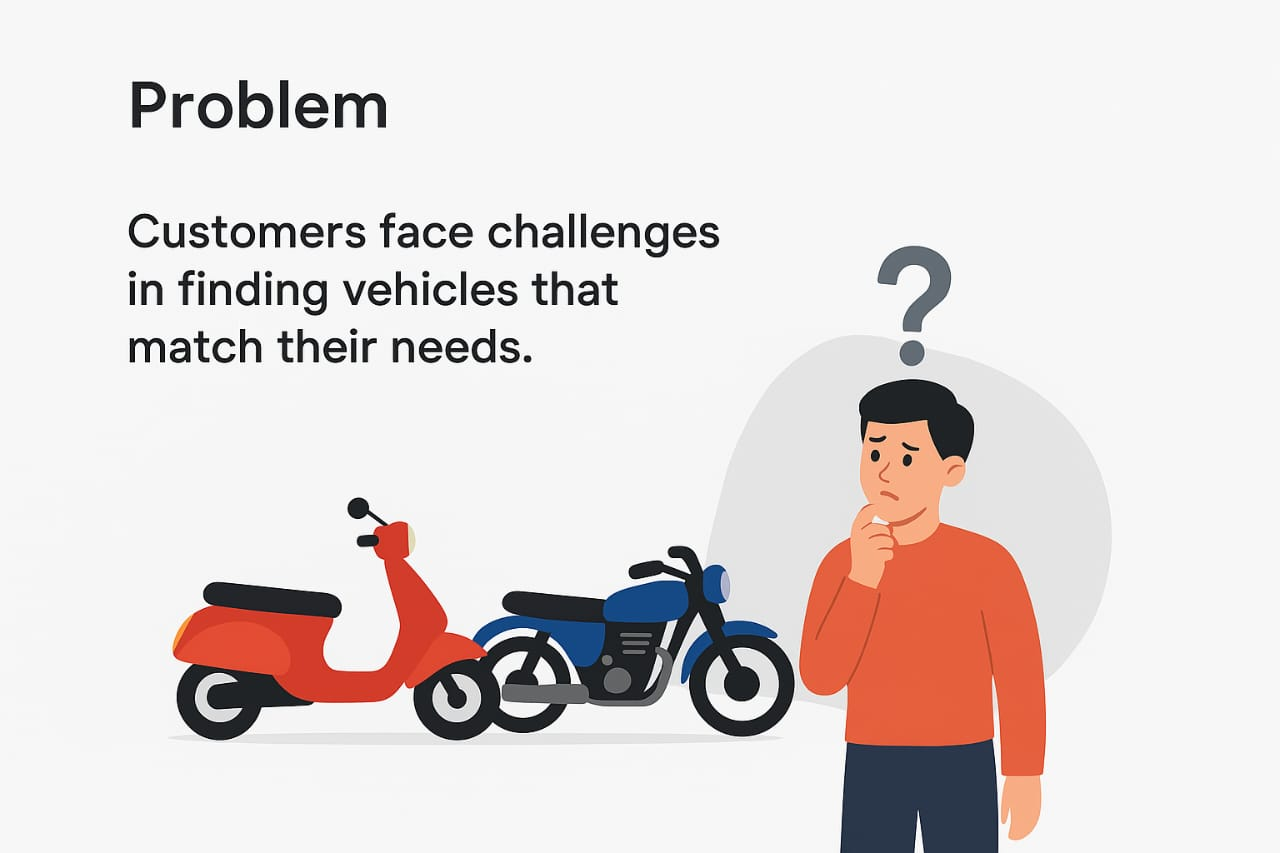 Problem
Customers face challenges
in finding vehicles that
match their needs.
?